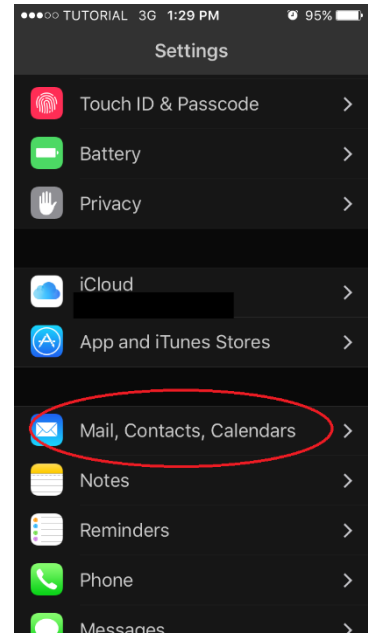 TUTORIAL 3G 1:29 PM 95%
Settings
Touch ID & Passcode
Battery
Privacy
iCloud
App and iTunes Stores
Mail, Contacts, Calendars
Notes
Reminders
Phone
Messages